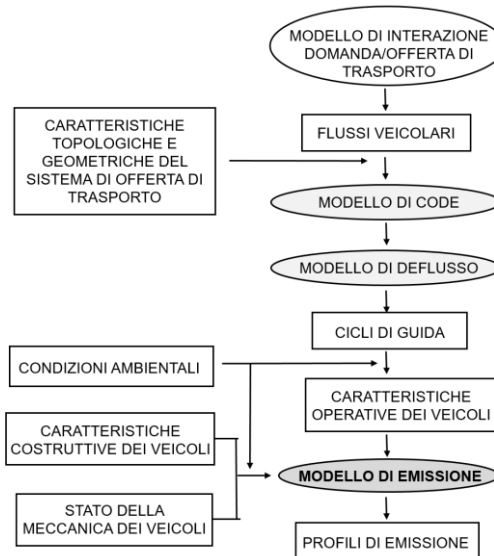 MODELLO DI INTERAZIONE
DOMANDA/OFFERTA DI
TRASPORTO
CARATTERISTICHE
TOPOLOGICHE E
GEOMETRICHE DEL
SISTEMA DI OFFERTA DI
TRASPORTO
FLUSSI VEICOLARI
MODELLO DI CODE
MODELLO DI DEFLUSSO
CICLI DI GUIDA
CONDIZIONI AMBIENTALI
CARATTERISTICHE
OPERATIVE DEI VEICOLI
CARATTERISTICHE
COSTRUTTIVE DEI VEICOLI
MODELLO DI EMISSIONE
STATO DELLA
MECCANICA DEI VEICOLI
PROFILI DI EMISSIONE